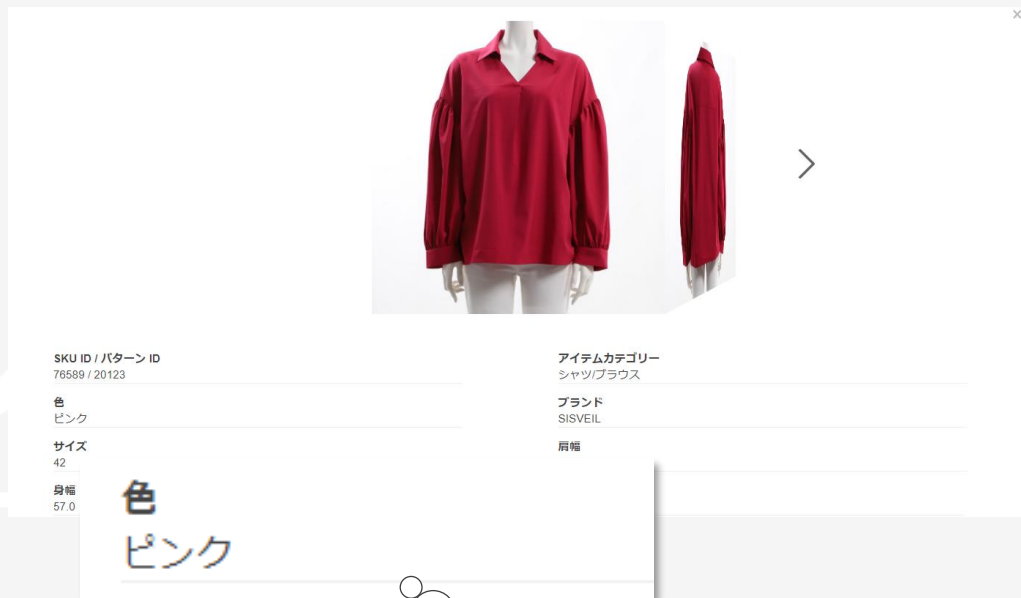 SKU ID / パターン ID
76589 / 20123
アイテムカテゴリー
シャツ/ブラウス
色
ピンク
ブランド
SISVEIL
サイズ
42
肩幅
身幅
57.0
色
ピンク